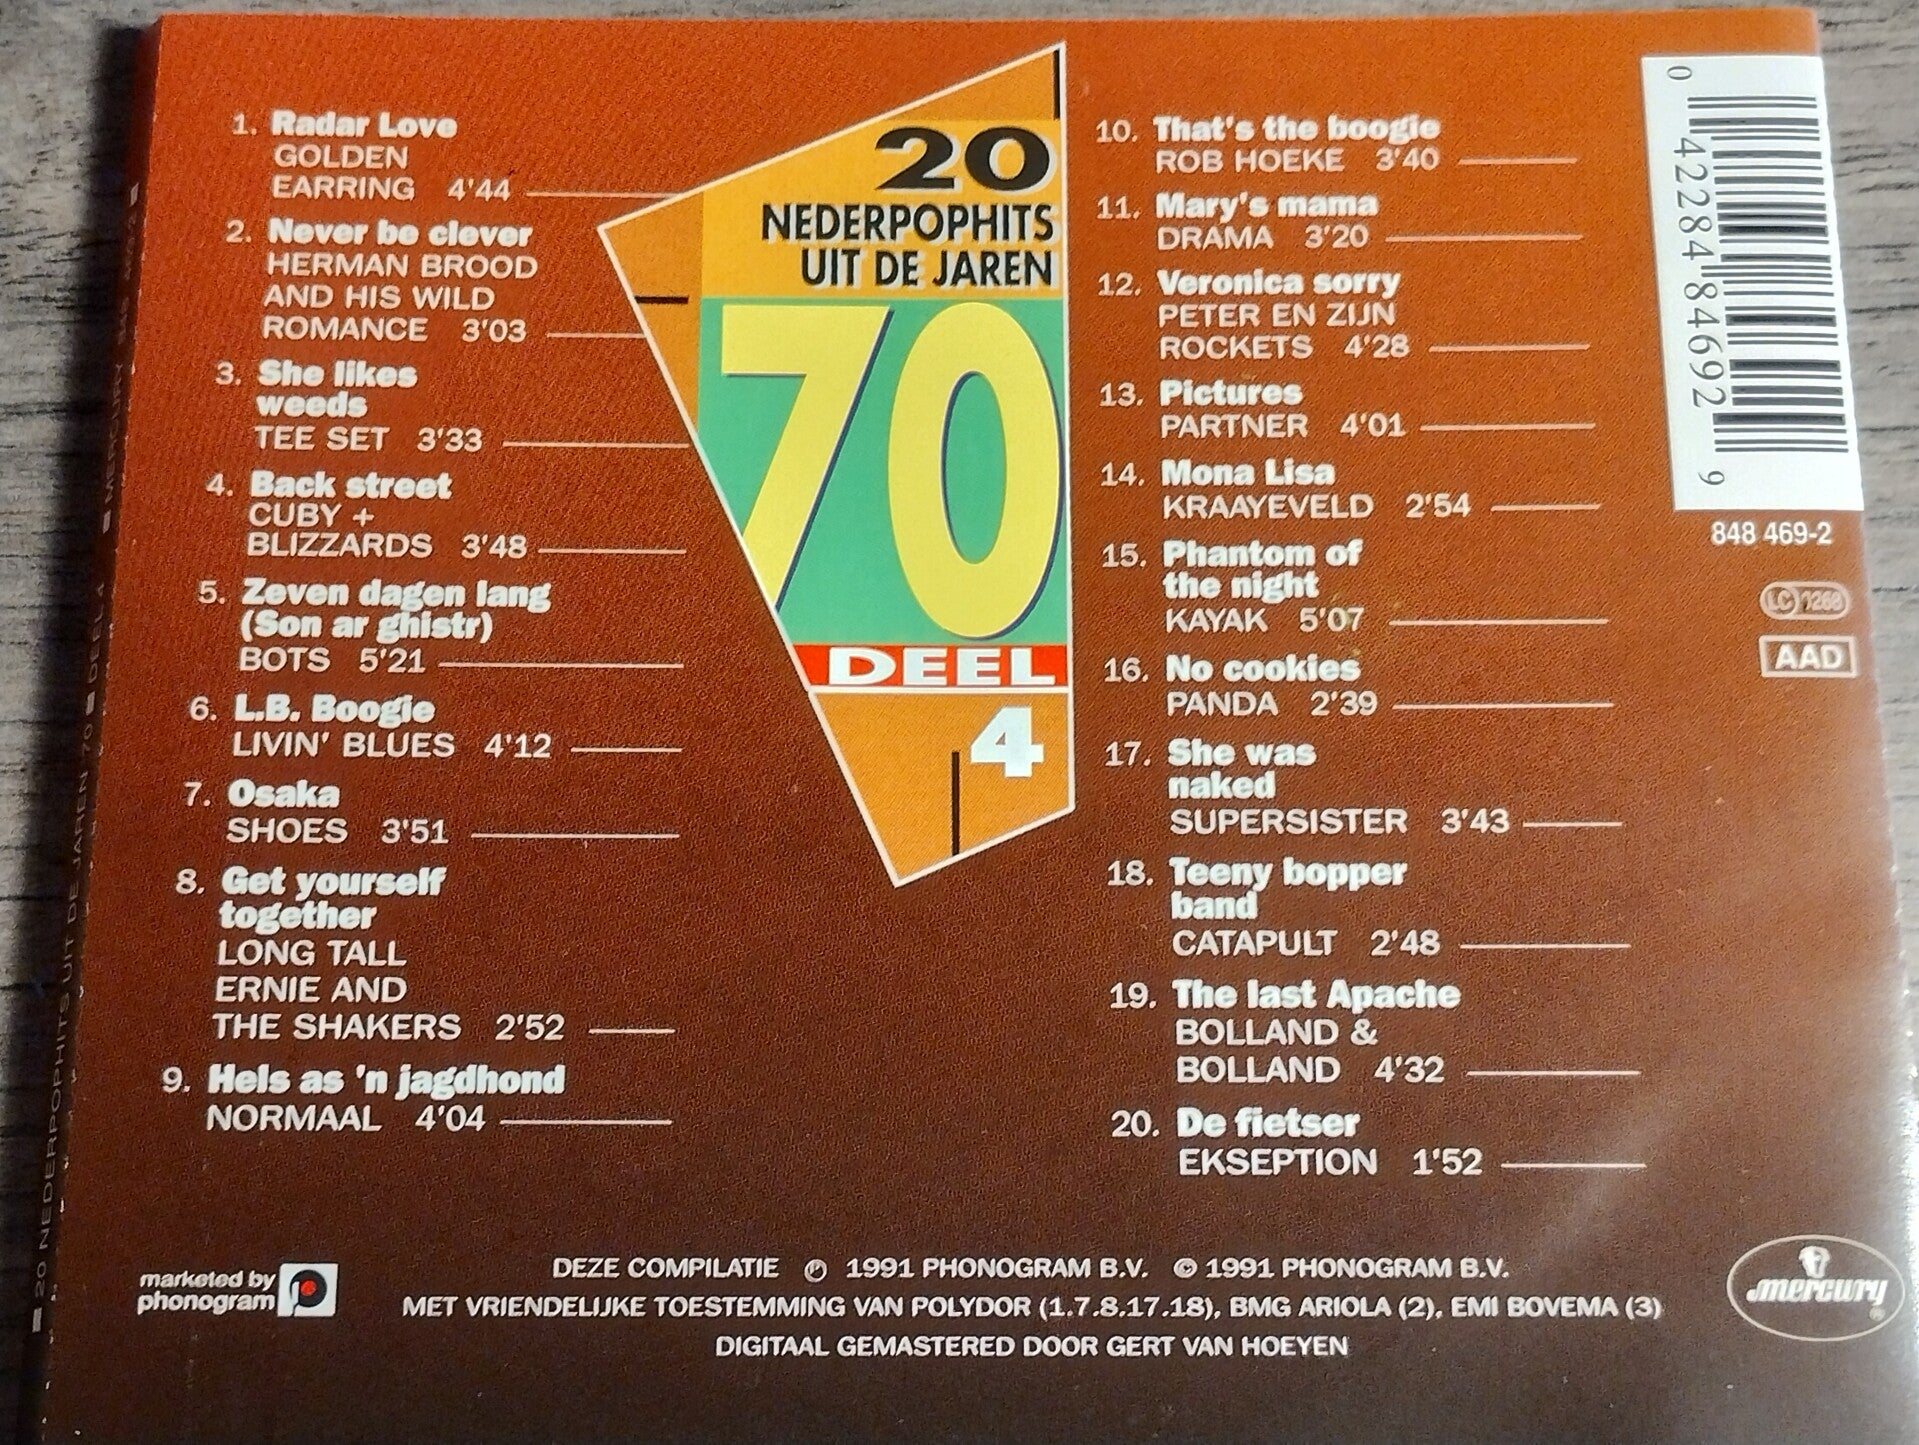 1. Radar Love
GOLDEN
EARRING 4'44
2. Never be clever
HERMAN BROOD
AND HIS WILD
ROMANCE 3'03
3. She likes
weeds
TEE SET 3'33
4. Back street
CUBY +
BLIZZARDS 3'48
5. Zeven dagen lang
(Son ar ghistr)
BOTS 5'21
6. L.B. Boogie
LIVIN' BLUES 4'12
7. Osaka
SHOES 3'51
8. Get yourself
together
LONG TALL
ERNIE AND
THE SHAKERS 2'52
9. Hels as 'n jagdhond
NORMAAL 4'04
20
NEDERPOPHITS
UIT DE JAREN
70
DEEL
4
10. That's the boogie
ROB HOEKE 3'40
11. Mary's mama
DRAMA 3'20
12. Veronica sorry
PETER EN ZIJN
ROCKETS 4'28
13. Pictures
PARTNER 4'01
14. Mona Lisa
KRAAYEVELD 2'54
15. Phantom of
the night
KAYAK 5'07
16. No cookies
PANDA 2'39
17. She was
naked
SUPERSISTER 3'43
18. Teeny bopper
band
CATAPULT 2'48
19. The last Apache
BOLLAND &
BOLLAND 4'32
20. De fietser
EKSEPTION 1'52
0 42284 84692 9
848 469-2
LC 1268
AAD
marketed by
phonogram
DEZE COMPILATIE ℗ 1991 PHONOGRAM B.V. © 1991 PHONOGRAM B.V.
MET VRIENDELIJKE TOESTEMMING VAN POLYDOR (1.7.8.17.18), BMG ARIOLA (2), EMI BOVEMA (3)
DIGITAAL GEMASTERED DOOR GERT VAN HOEYEN
mercury ®
■ 20 NEDERPOPHITS UIT DE JAREN 70 ■ DEEL 4 ■ MERCURY